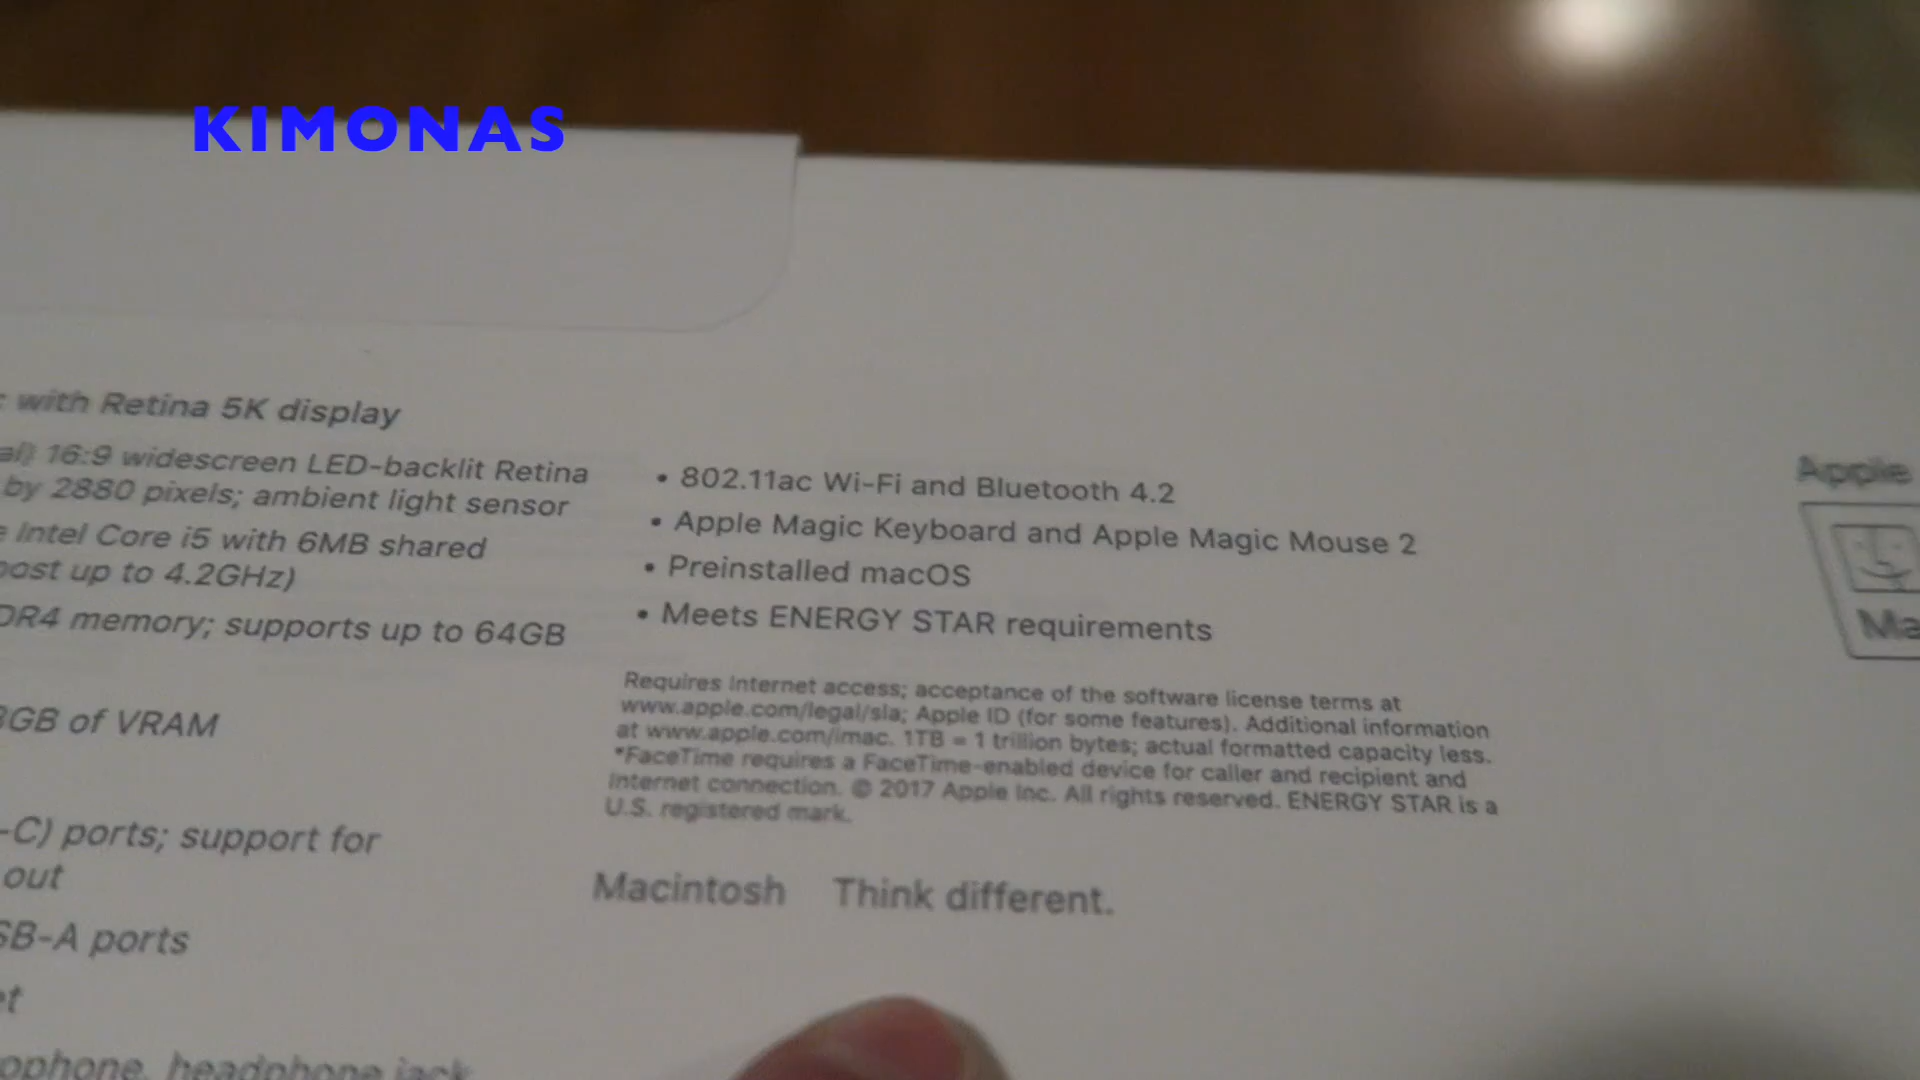 KIMONAS
with Retina 5K display
16:9 widescreen LED-backlit Retina
by 2880 pixels; ambient light sensor
Intel Core i5 with 6MB shared
up to 4.2GHz)
memory; supports up to 64GB
GB of VRAM
-C) ports; support for
out
SB-A ports
headphone jack
• 802.11ac Wi-Fi and Bluetooth 4.2
• Apple Magic Keyboard and Apple Magic Mouse 2
• Preinstalled macOS
• Meets ENERGY STAR requirements
Requires Internet access; acceptance of the software license terms at
www.apple.com/legal/sla; Apple ID (for some features). Additional information
at www.apple.com/imac. 1TB = 1 trillion bytes; actual formatted capacity less.
*FaceTime requires a FaceTime-enabled device for caller and recipient and
Internet connection. © 2017 Apple Inc. All rights reserved. ENERGY STAR is a
U.S. registered mark.
Macintosh Think different.
Apple
Ma